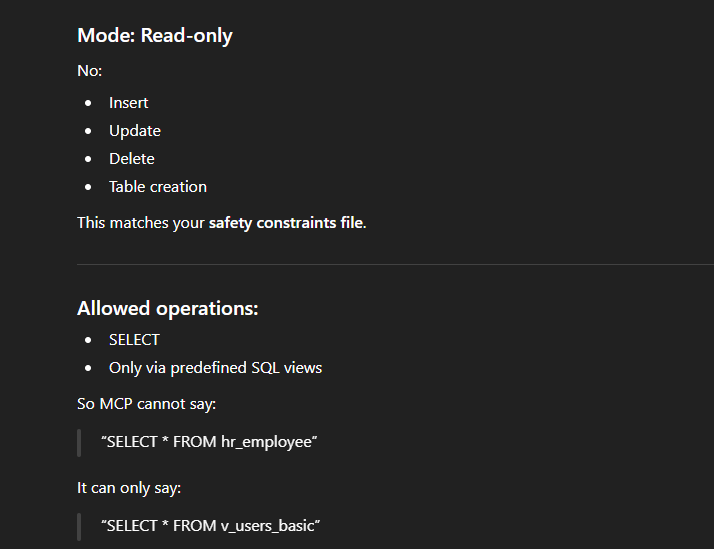 Mode: Read-only
No:
• Insert
• Update
• Delete
• Table creation
This matches your safety constraints file.
Allowed operations:
• SELECT
• Only via predefined SQL views
So MCP cannot say:
“SELECT * FROM hr_employee”
It can only say:
“SELECT * FROM v_users_basic”